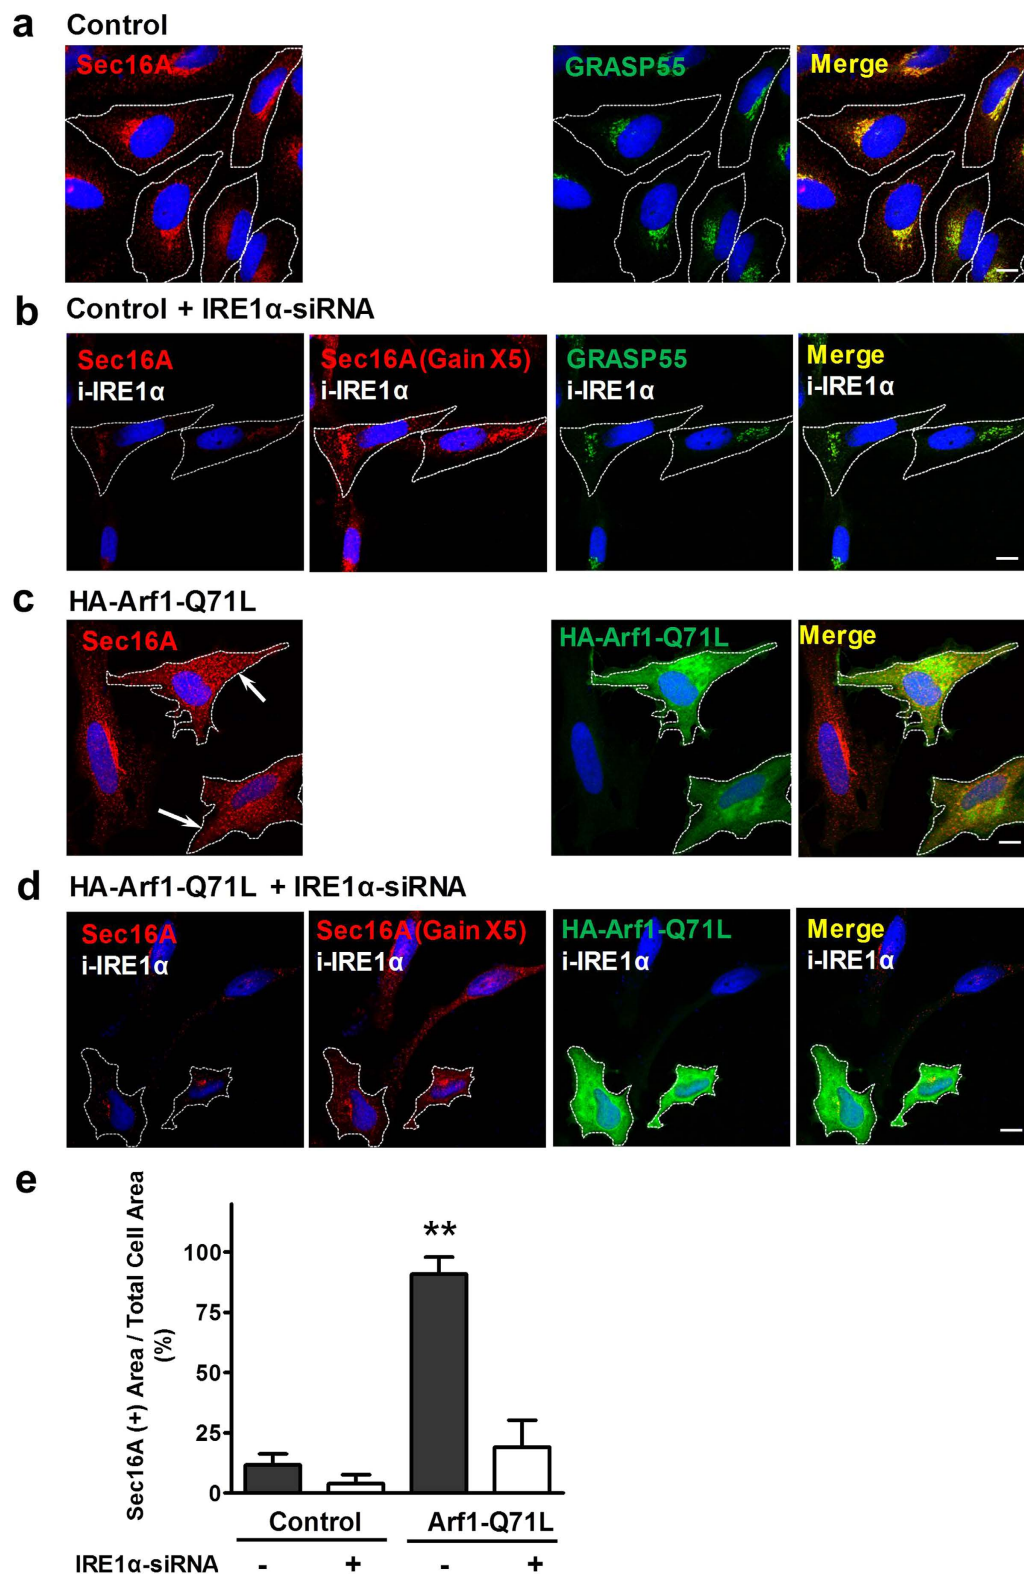 a Control
Sec16A GRASP55 Merge
b Control + IRE1α-siRNA
Sec16A Sec16A(Gain X5) GRASP55 Merge
i-IRE1α i-IRE1α i-IRE1α i-IRE1α
c HA-Arf1-Q71L
Sec16A HA-Arf1-Q71L Merge
d HA-Arf1-Q71L + IRE1α-siRNA
Sec16A Sec16A(Gain X5) HA-Arf1-Q71L Merge
i-IRE1α i-IRE1α i-IRE1α i-IRE1α
e
Sec16A (+) Area / Total Cell Area
(%)
100
75
50
25
0
**
Control Arf1-Q71L
IRE1α-siRNA - + - +